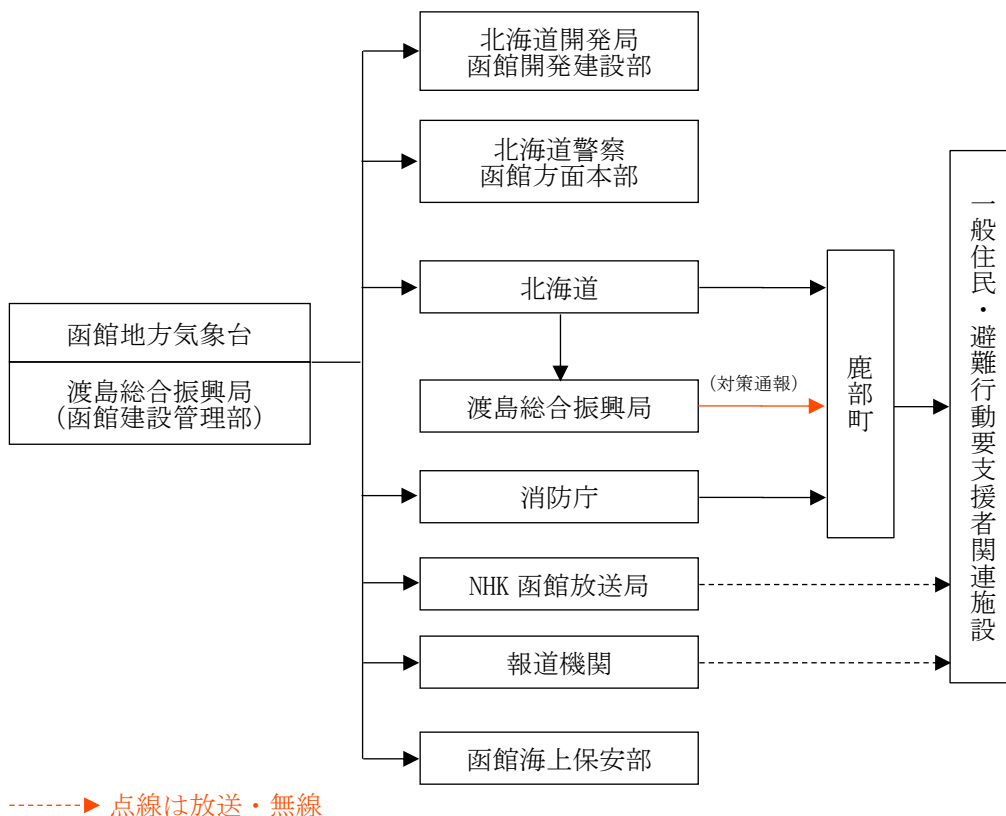 北海道開発局
函館開発建設部
北海道警察
函館方面本部
北海道
函館地方気象台
渡島総合振興局
(函館建設管理部)
渡島総合振興局
(対策通報)
鹿部町
一般住民・避難行動要支援者関連施設
消防庁
NHK 函館放送局
報道機関
函館海上保安部
点線は放送・無線